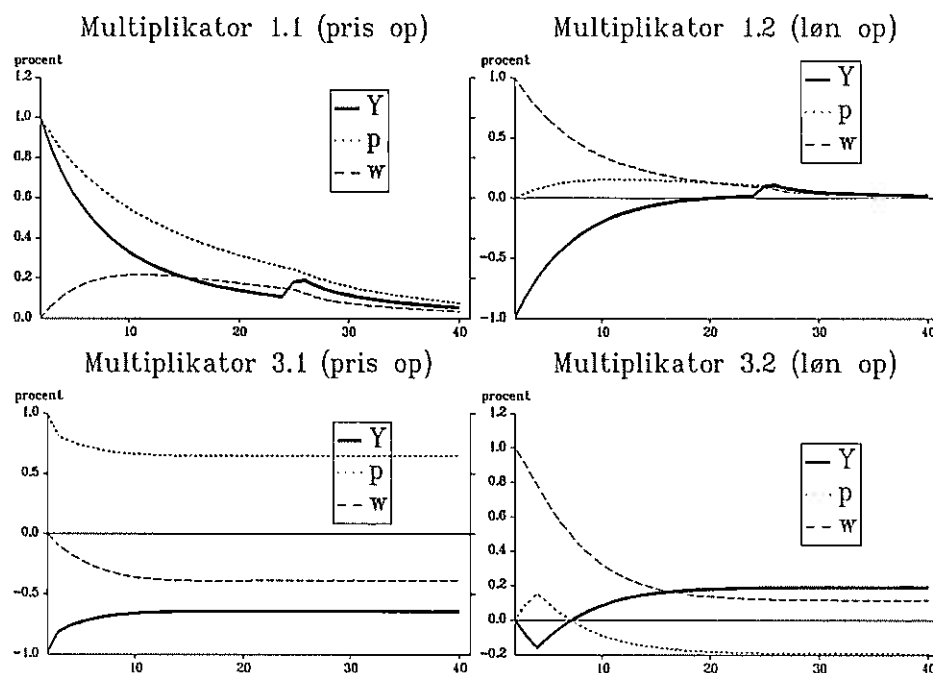 Multiplikator 1.1 (pris op)
procent
1.2
1.0
0.8
0.6
0.4
0.2
0.0
10
20
30
40
Y
p
w
Multiplikator 1.2 (løn op)
procent
1.0
0.5
0.0
-0.5
-1.0
10
20
30
40
Y
p
w
Multiplikator 3.1 (pris op)
procent
1.0
0.5
0.0
-0.5
-1.0
10
20
30
40
Y
p
w
Multiplikator 3.2 (løn op)
procent
1.2
1.0
0.8
0.6
0.4
0.2
0.0
-0.2
10
20
30
40
Y
p
w